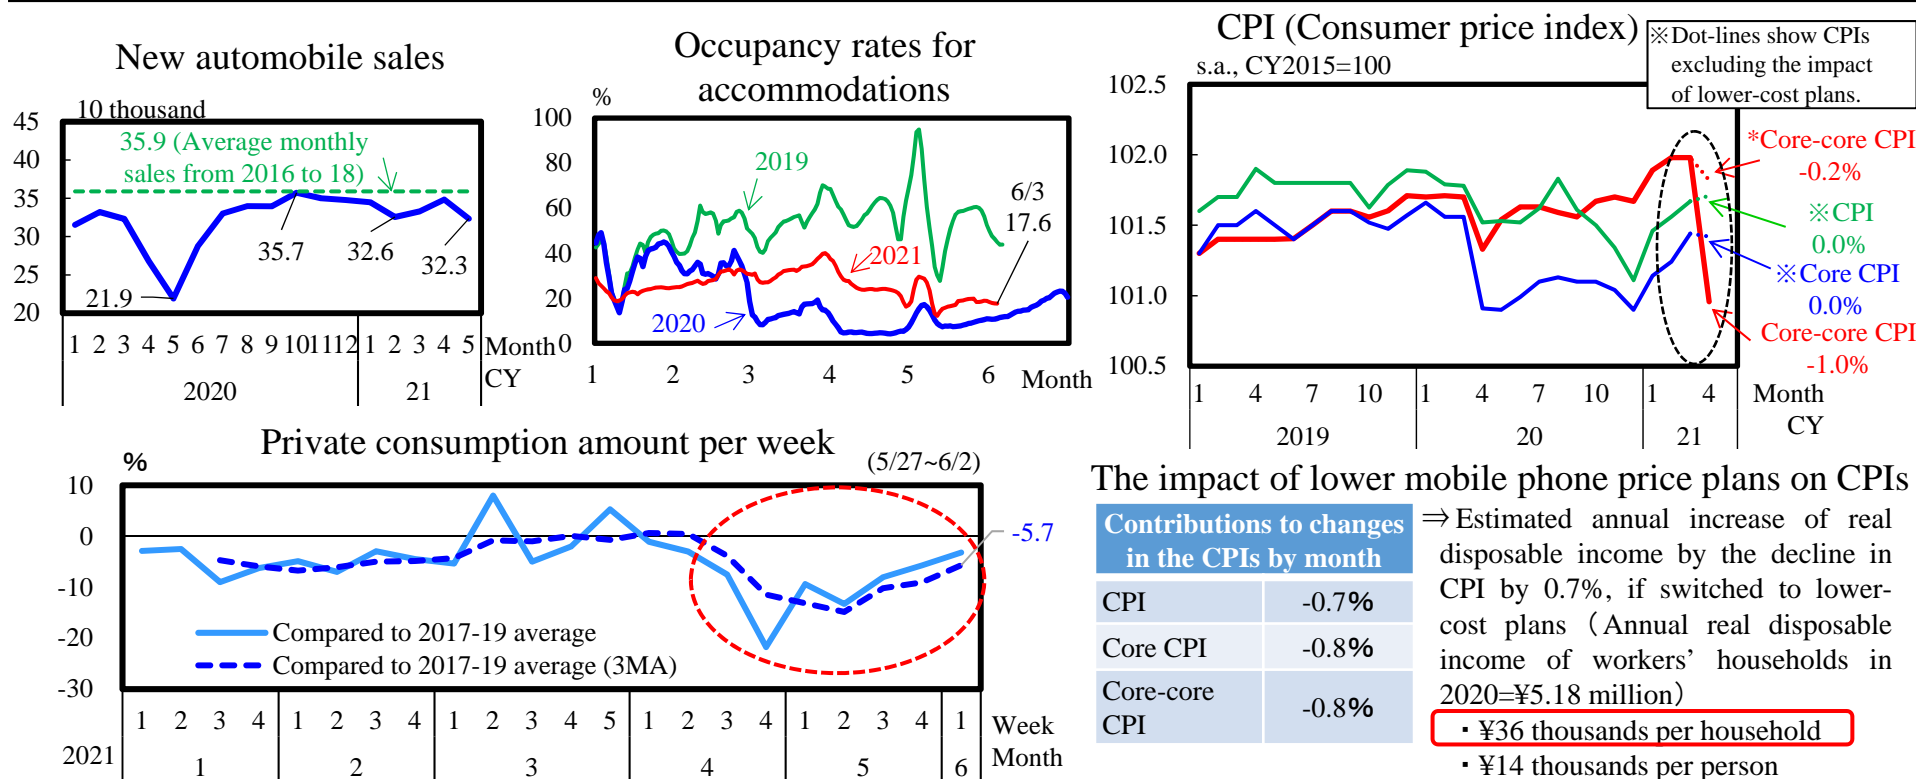 New automobile sales
10 thousand
45
40
35
30
25
20
35.9 (Average monthly
sales from 2016 to 18)
35.7
32.6
32.3
21.9
1 2 3 4 5 6 7 8 9 10 11 12 1 2 3 4 5 Month
2020 21 CY
Occupancy rates for
accommodations
%
100
80
60
40
20
0
2019
2021
2020
6/3
17.6
1 2 3 4 5 6 Month
CPI (Consumer price index)
s.a., CY2015=100
※Dot-lines show CPIs
excluding the impact
of lower-cost plans.
102.5
102.0
101.5
101.0
100.5
*Core-core CPI
-0.2%
※CPI
0.0%
※Core CPI
0.0%
Core-core CPI
-1.0%
1 4 7 10 1 4 7 10 1 4 Month
2019 20 21 CY
Private consumption amount per week
%
(5/27~6/2)
10
0
-10
-20
-30
-5.7
Compared to 2017-19 average
Compared to 2017-19 average (3MA)
1 2 3 4 1 2 3 4 1 2 3 4 5 1 2 3 4 1 2 3 4 1 Week
2021 1 2 3 4 5 6 Month
The impact of lower mobile phone price plans on CPIs
Contributions to changes
in the CPIs by month
CPI -0.7%
Core CPI -0.8%
Core-core
CPI -0.8%
⇒Estimated annual increase of real
disposable income by the decline in
CPI by 0.7%, if switched to lower-
cost plans（Annual real disposable
income of workers’ households in
2020=¥5.18 million）
・¥36 thousands per household
・¥14 thousands per person